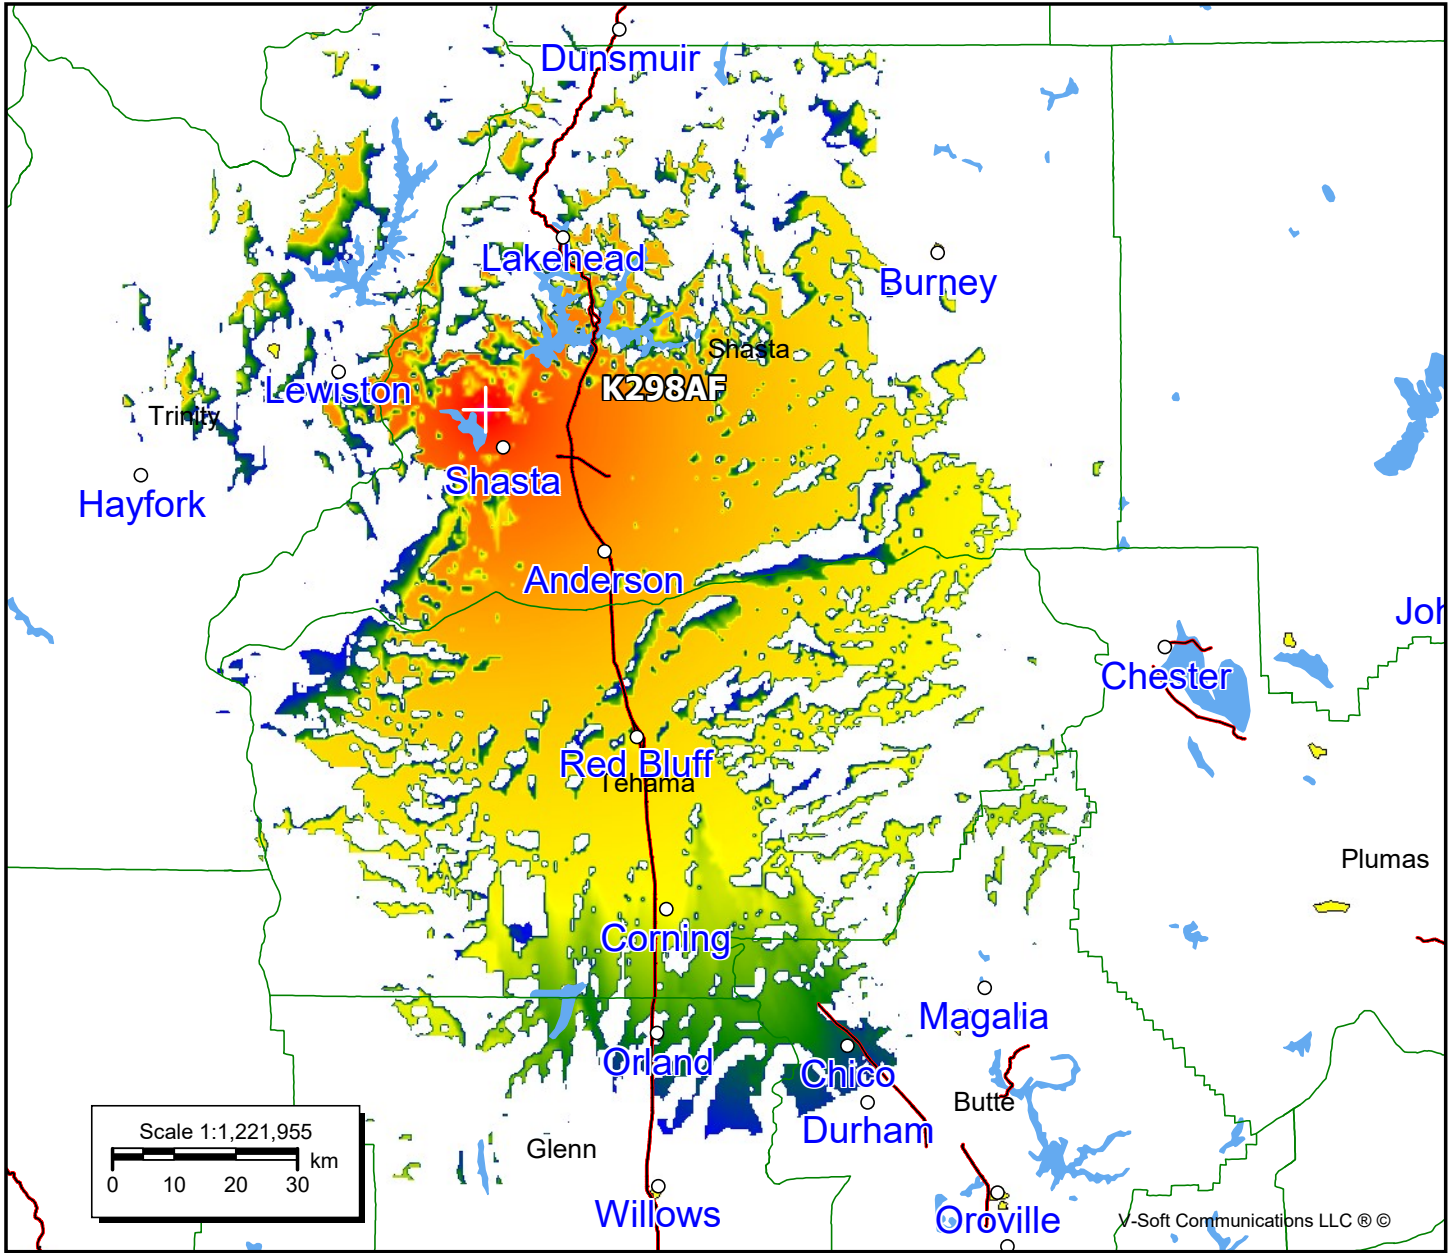 Dunsmuir
Lakehead
Burney
Shasta
K298AF
Lewiston
Trinity
Shasta
Hayfork
Anderson
Joh
Chester
Red Bluff
Tehama
Plumas
Corning
Magalia
Orland
Chico
Butte
Durham
Scale 1:1,221,955
km
0 10 20 30
Glenn
Willows
Oroville
V-Soft Communications LLC ® ©